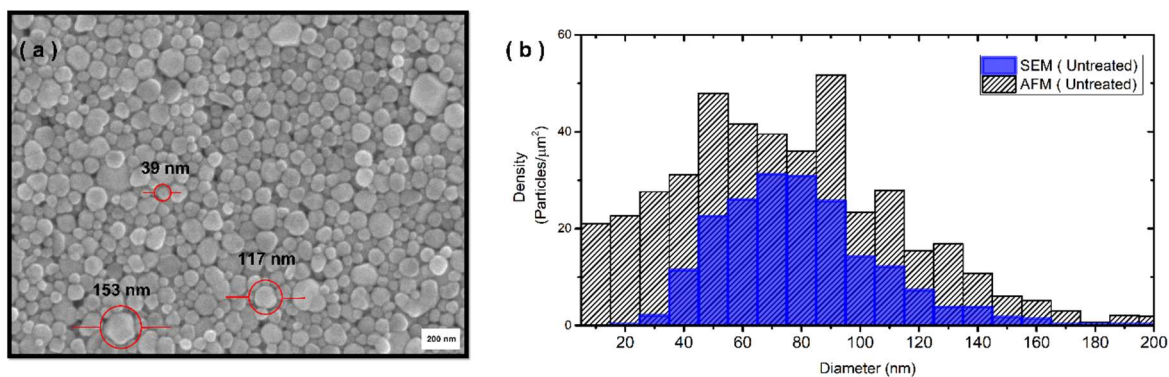 ( a )
39 nm
117 nm
153 nm
200 nm
( b )
60
40
20
0
Density
(Particles/μm²)
SEM ( Untreated)
AFM ( Untreated)
20 40 60 80 100 120 140 160 180 200
Diameter (nm)